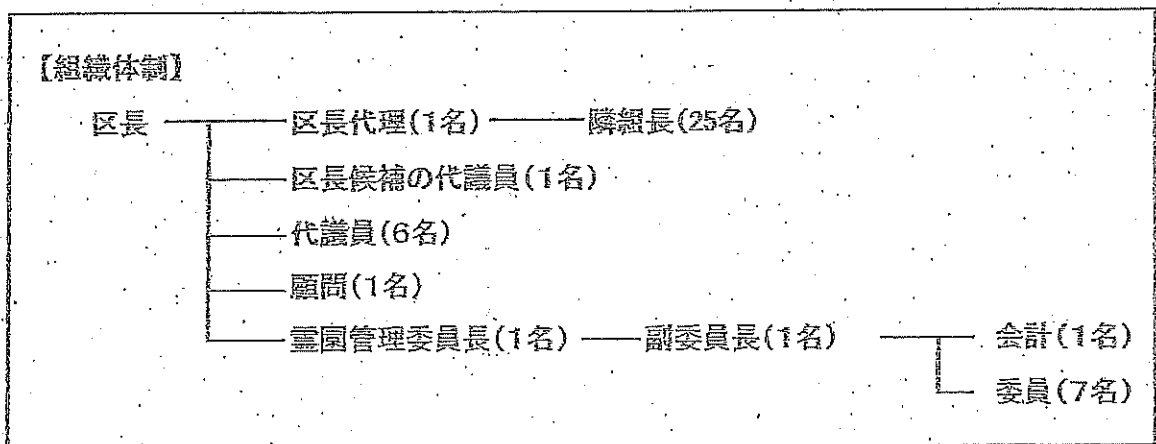 【組織体制】
区長 区長代理(1名) 隣組長(25名)
区長候補の代議員(1名)
代議員(6名)
顧問(1名)
霊園管理委員長(1名) 副委員長(1名) 会計(1名)
委員(7名)